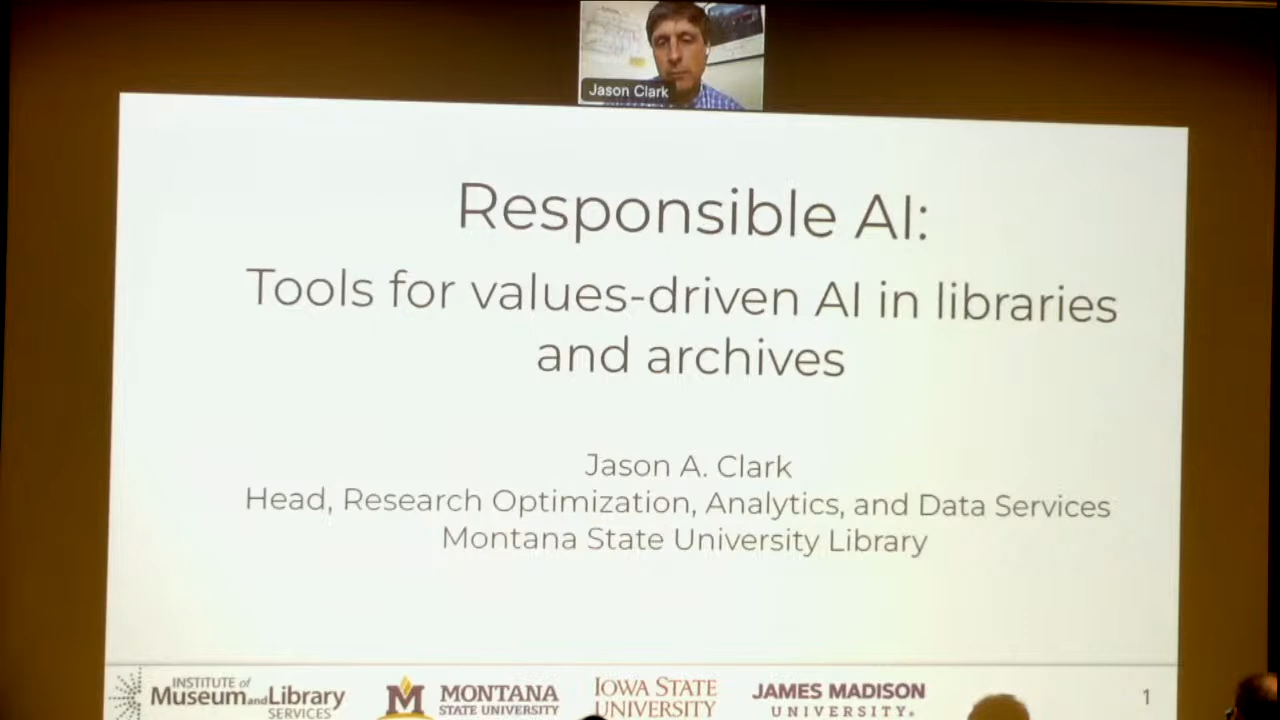 Jason Clark
Responsible AI:
Tools for values-driven AI in libraries
and archives
Jason A. Clark
Head, Research Optimization, Analytics, and Data Services
Montana State University Library
INSTITUTE of
Museum and Library
SERVICES
M
MONTANA
STATE UNIVERSITY
IOWA STATE
UNIVERSITY
JAMES MADISON
UNIVERSITY.
1